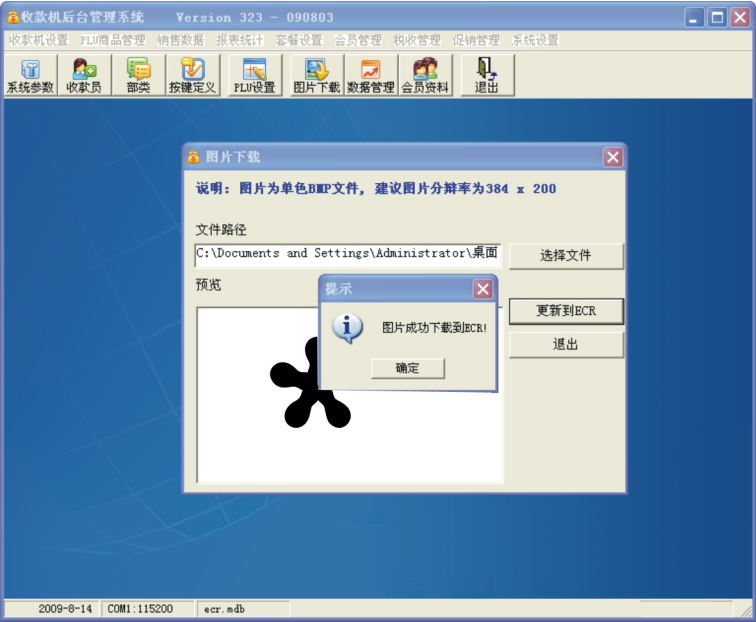 收款机后台管理系统 Version 323 - 090803
收款机设置 PLU商品管理 销售数据 报表统计 套餐设置 会员管理 税收管理 促销管理 系统设置
系统参数 收款员 部类 按键定义 PLU设置 图片下载 数据管理 会员资料 退出
图片下载
说明: 图片为单色BMP文件, 建议图片分辩率为384 x 200
文件路径
C:\Documents and Settings\Administrator\桌面 选择文件
预览
提示
更新到ECR
图片成功下载到ECR!
退出
确定
2009-8-14 COM1:115200 ecr.mdb